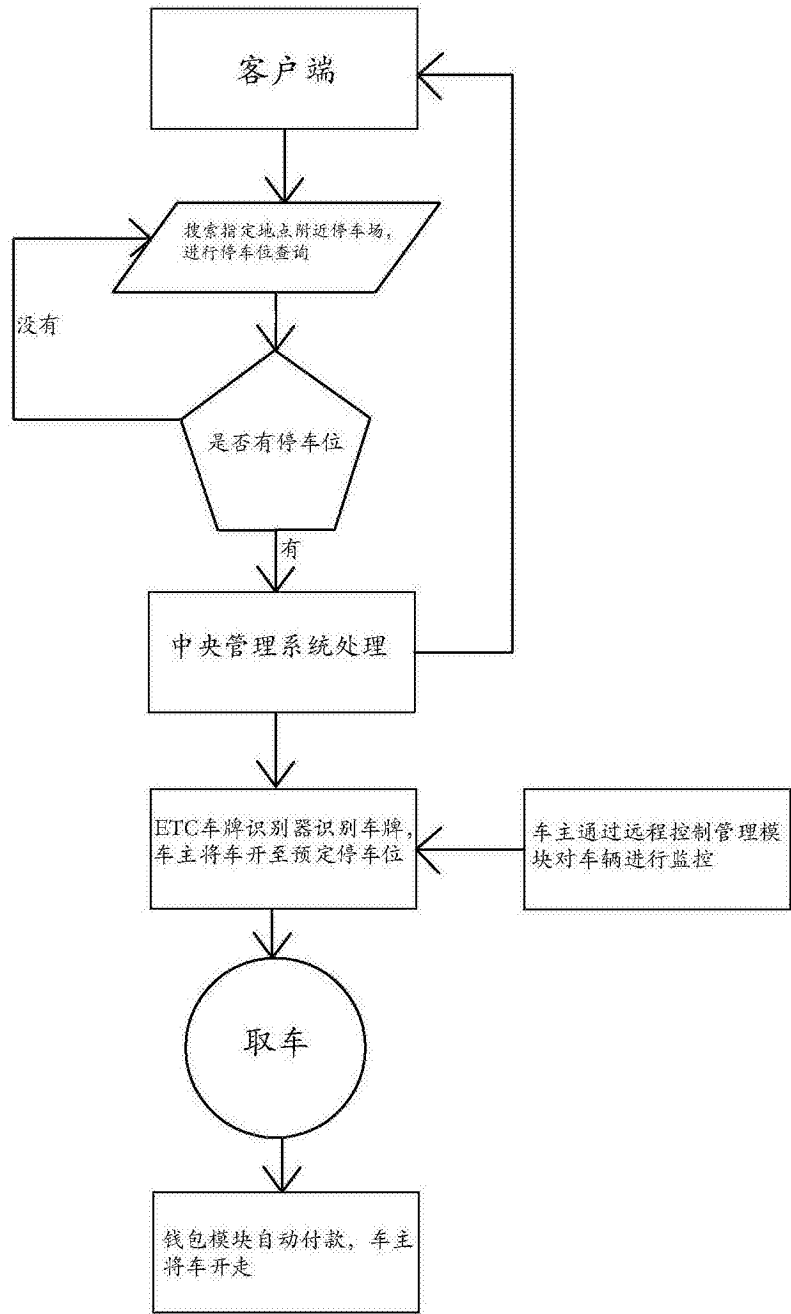 客户端
搜索指定地点附近停车场，
进行停车位查询
没有
是否有停车位
有
中央管理系统处理
ETC车牌识别器识别车牌，
车主将车开至预定停车位
车主通过远程控制管理模
块对车辆进行监控
取车
钱包模块自动付款，车主
将车开走